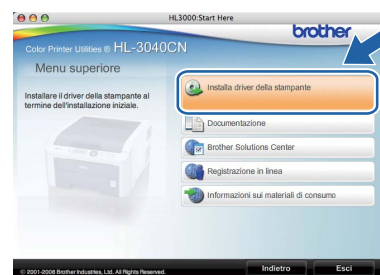 HL3000:Start Here
brother
Color Printer Utilities ® HL-3040CN
Menu superiore
Installare il driver della stampante al
termine dell'installazione iniziale.
Installa driver della stampante
Documentazione
Brother Solutions Center
Registrazione in linea
Informazioni sui materiali di consumo
© 2001-2008 Brother Industries, Ltd. All Rights Reserved.
Indietro
Esci